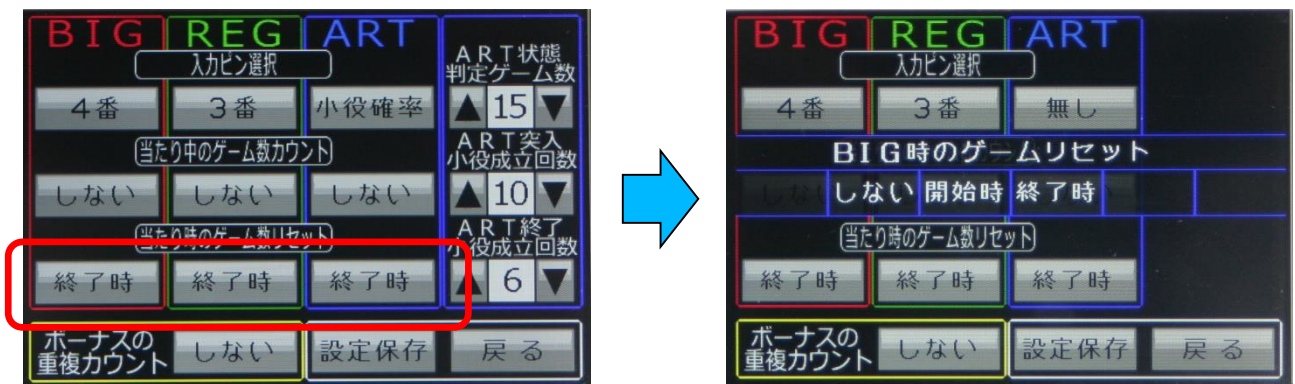 BIG REG ART
入力ピン選択
4番 3番 小役確率
当たり中のゲーム数カウント
しない しない しない
当たり時のゲーム数リセット
終了時 終了時 終了時
ART状態
判定ゲーム数
▲ 15 ▼
ART突入
小役成立回数
▲ 10 ▼
ART終了
小役成立回数
▲ 6 ▼
ボーナスの
重複カウント
しない 設定保存 戻る
BIG REG ART
入力ピン選択
4番 3番 無し
BIG時のゲームリセット
しない 開始時 終了時
当たり時のゲーム数リセット
終了時 終了時 終了時
ボーナスの
重複カウント
しない 設定保存 戻る